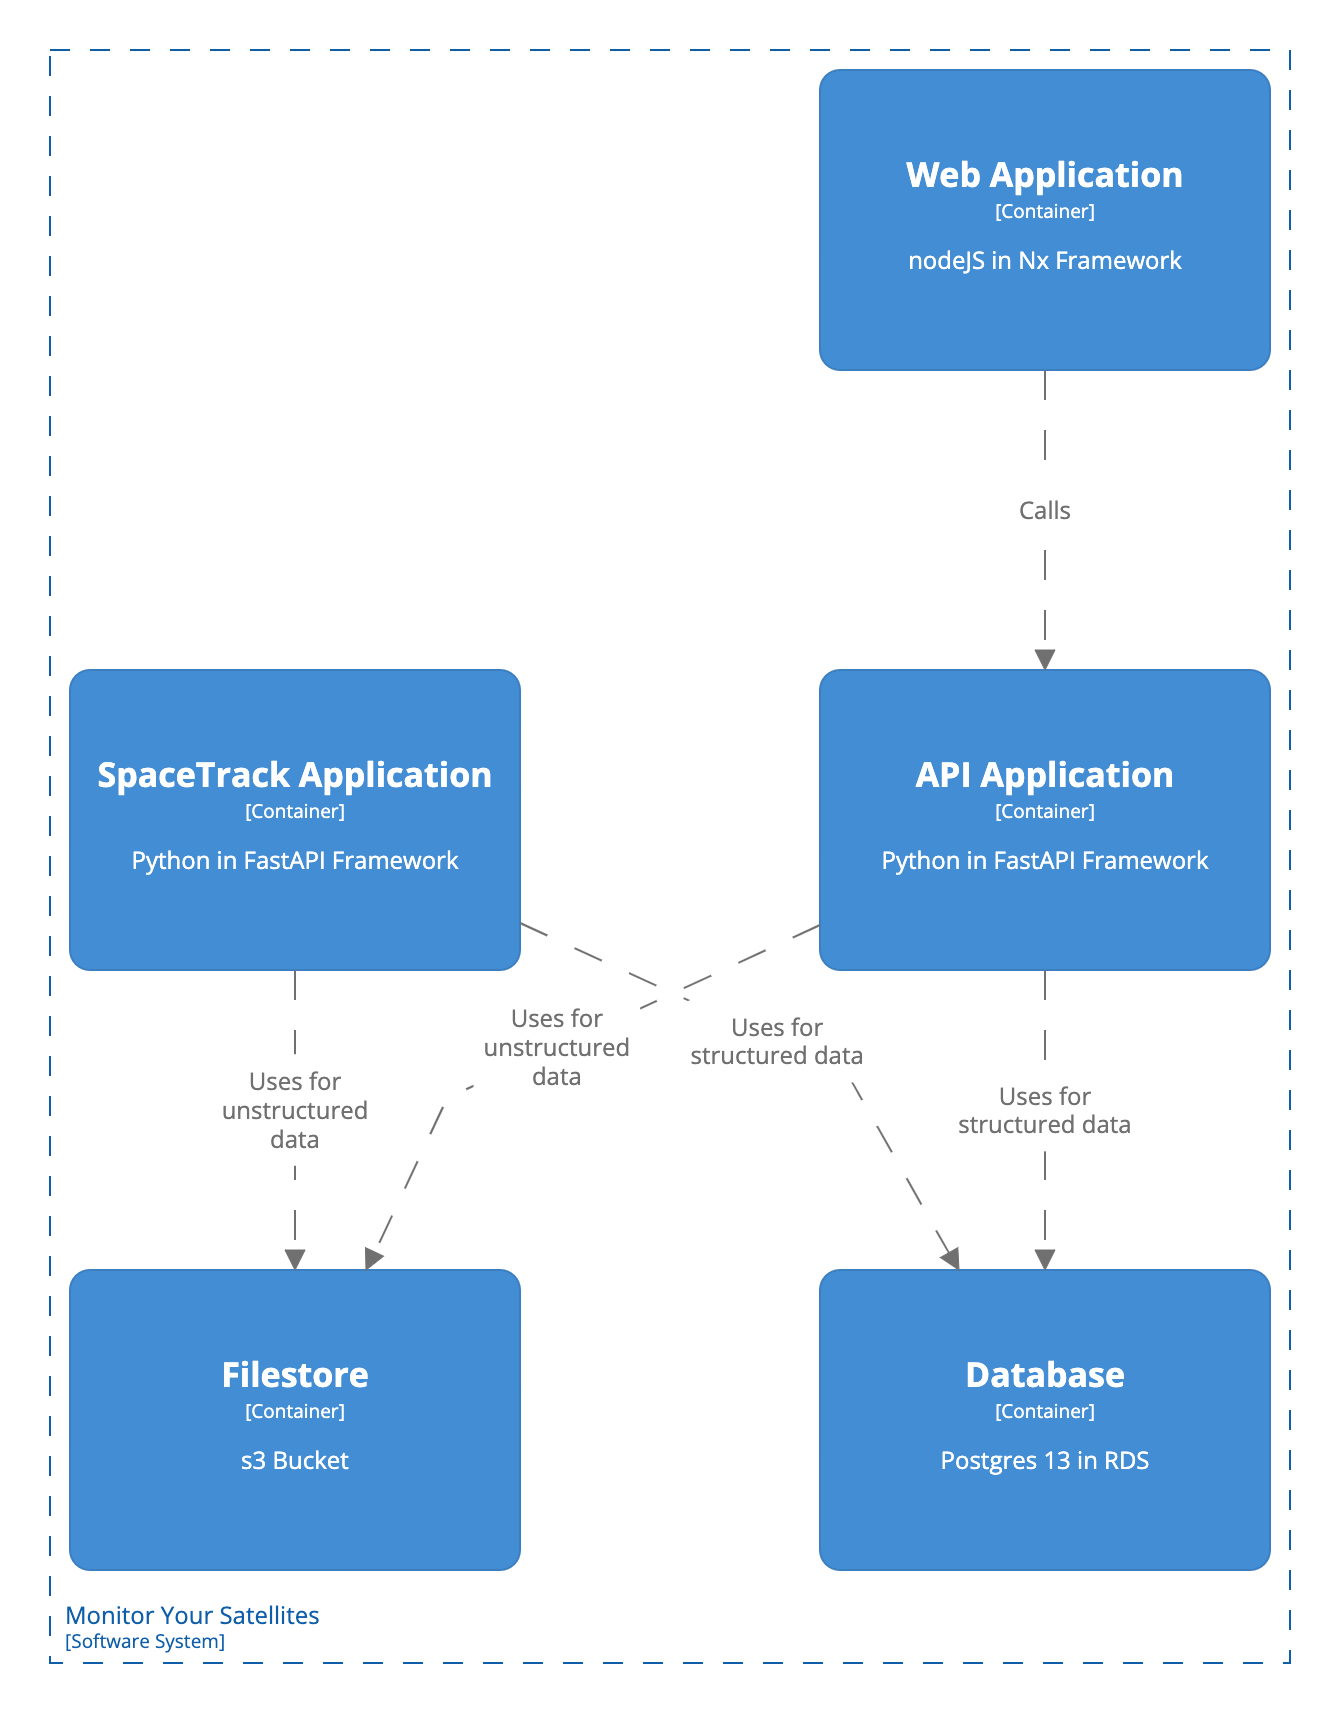 Web Application
[Container]
nodeJS in Nx Framework
Calls
SpaceTrack Application
[Container]
Python in FastAPI Framework
API Application
[Container]
Python in FastAPI Framework
Uses for
unstructured
data
Uses for
unstructured
data
Uses for
structured data
Uses for
structured data
Filestore
[Container]
s3 Bucket
Database
[Container]
Postgres 13 in RDS
Monitor Your Satellites
[Software System]